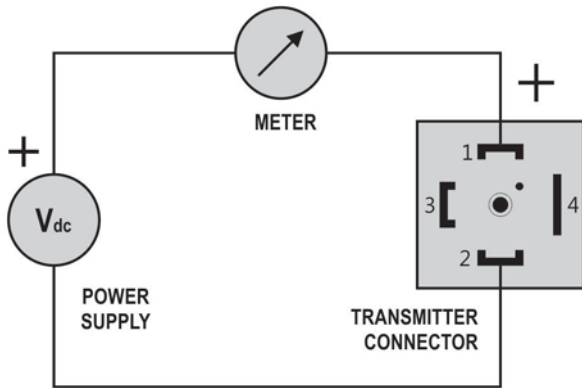 METER
+
+
1
3
4
Vdc
2
POWER
SUPPLY
TRANSMITTER
CONNECTOR